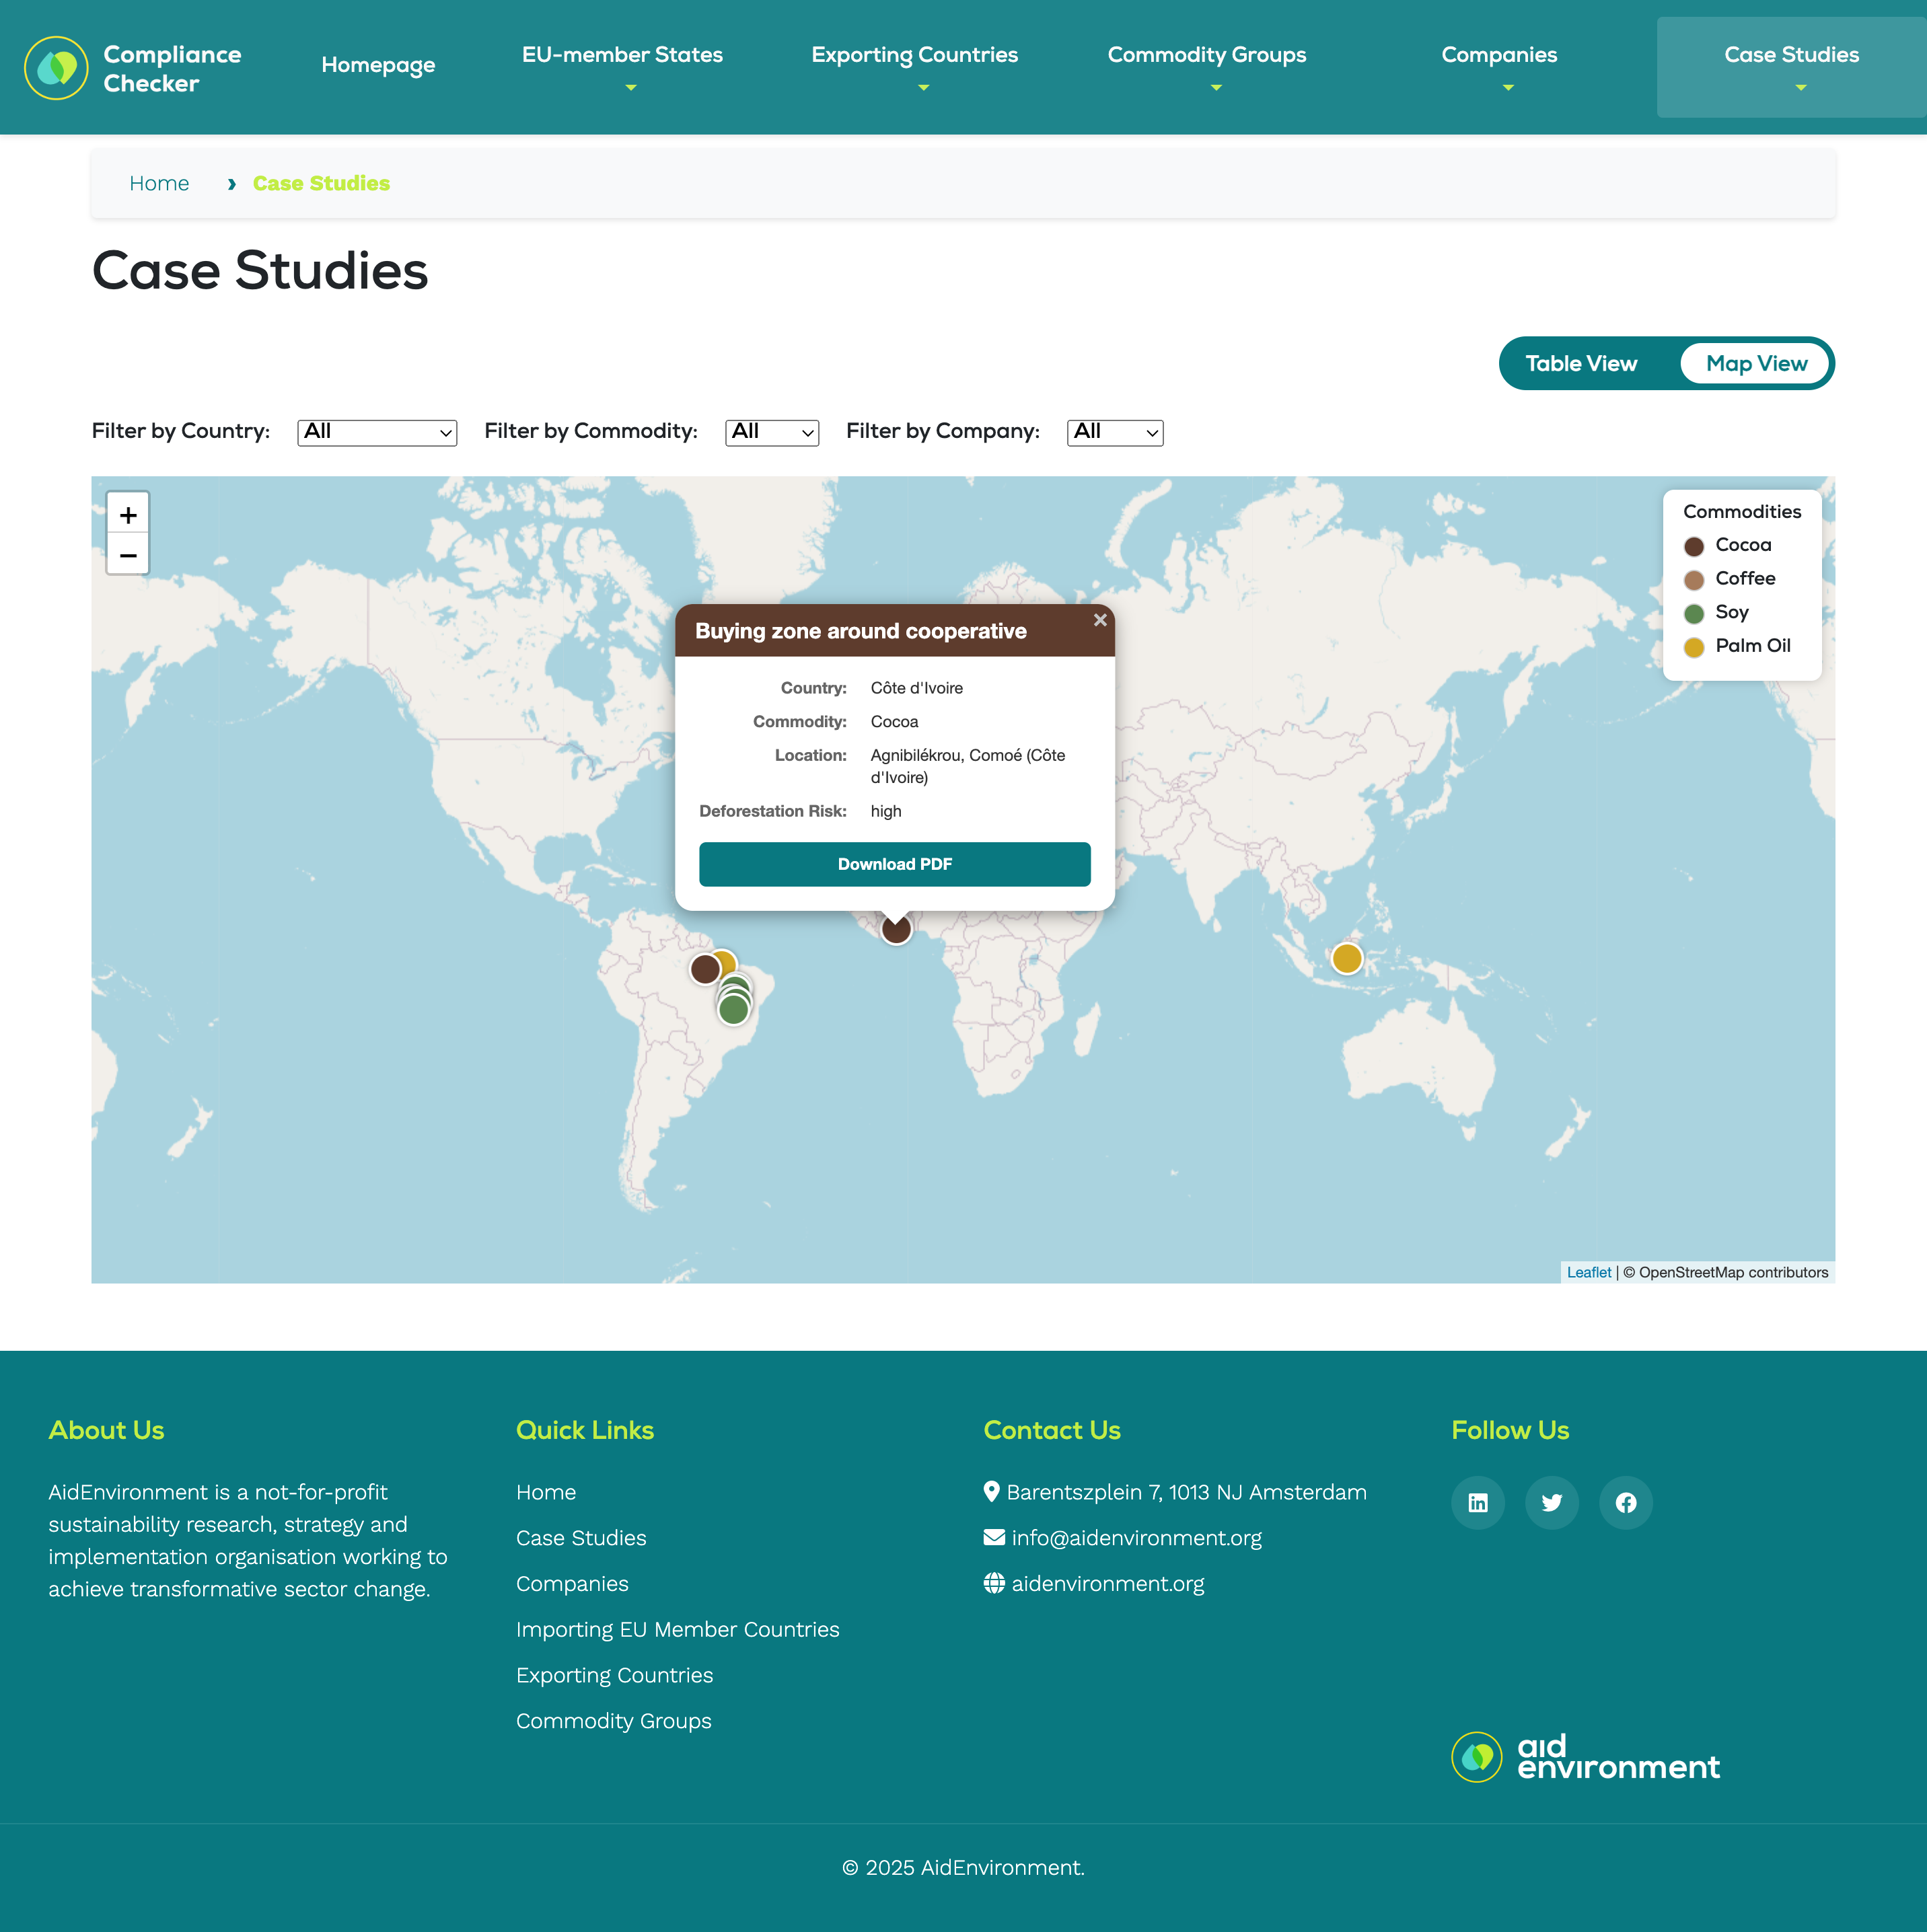 Compliance
Checker
Homepage
EU-member States
Exporting Countries
Commodity Groups
Companies
Case Studies
Home
›
Case Studies
Case Studies
Table View
Map View
Filter by Country:
All
Filter by Commodity:
All
Filter by Company:
All
+
−
Commodities
Cocoa
Coffee
Soy
Palm Oil
Buying zone around cooperative
×
Country: Côte d'Ivoire
Commodity: Cocoa
Location: Agnibilékrou, Comoé (Côte
d'Ivoire)
Deforestation Risk: high
Download PDF
Leaflet | © OpenStreetMap contributors
About Us
AidEnvironment is a not-for-profit
sustainability research, strategy and
implementation organisation working to
achieve transformative sector change.
Quick Links
Home
Case Studies
Companies
Importing EU Member Countries
Exporting Countries
Commodity Groups
Contact Us
Barentszplein 7, 1013 NJ Amsterdam
info@aidenvironment.org
aidenvironment.org
Follow Us
aid
environment
© 2025 AidEnvironment.